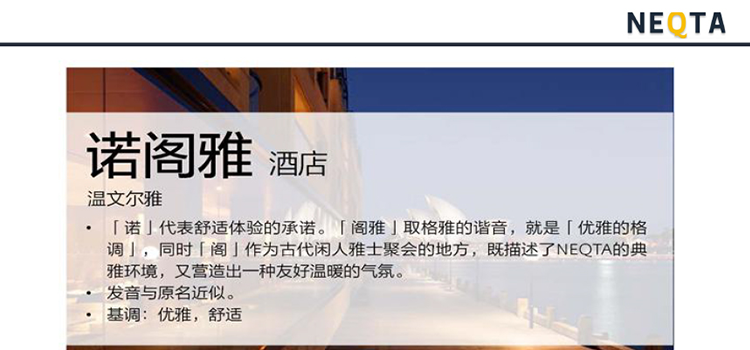 NEQTA
诺阁雅 酒店
温文尔雅
• 「诺」代表舒适体验的承诺。「阁雅」取格雅的谐音，就是「优雅的格
调」，同时「阁」作为古代闲人雅士聚会的地方，既描述了NEQTA的典
雅环境，又营造出一种友好温暖的气氛。
• 发音与原名近似。
• 基调：优雅，舒适